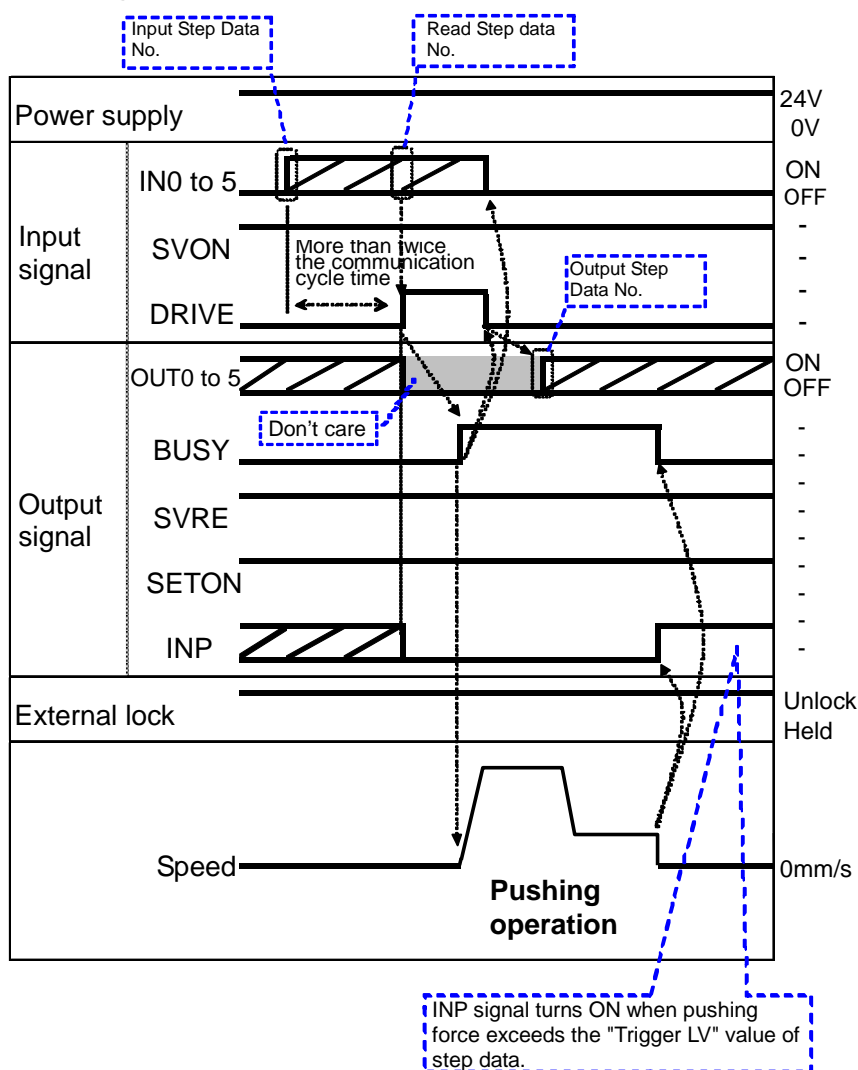 Input Step Data
No.
Read Step data
No.
Power supply
24V
0V
Input
signal
IN0 to 5
ON
OFF
SVON
-
More than twice
the communication
cycle time
Output Step
Data No.
-
DRIVE
-
Output
signal
OUT0 to 5
ON
OFF
Don't care
BUSY
-
-
SVRE
-
-
SETON
-
-
-
INP
-
External lock
Unlock
Held
Speed
0mm/s
Pushing
operation
INP signal turns ON when pushing
force exceeds the "Trigger LV" value of
step data.